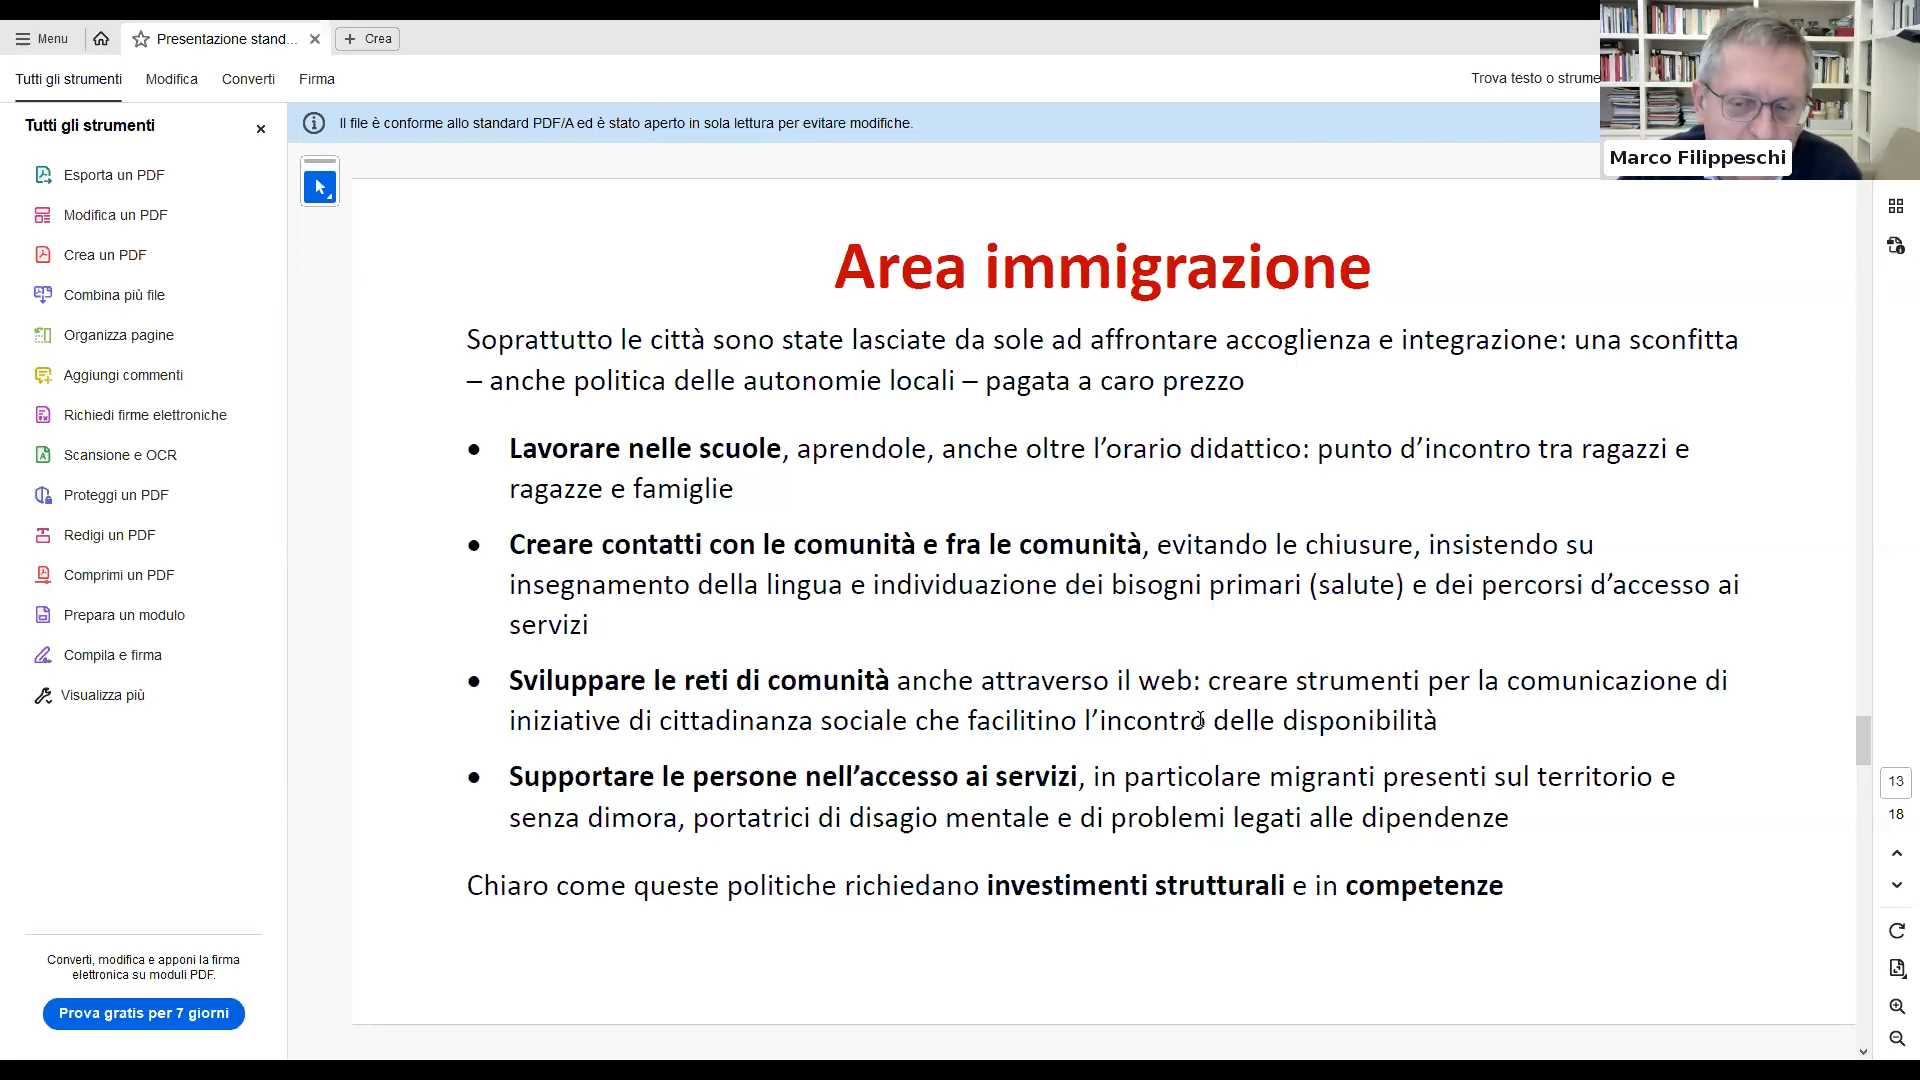 Menu
Presentazione stand...
Crea
Tutti gli strumenti
Modifica
Converti
Firma
Trova testo o strume
Tutti gli strumenti
Il file è conforme allo standard PDF/A ed è stato aperto in sola lettura per evitare modifiche.
Marco Filippeschi
Esporta un PDF
Modifica un PDF
Crea un PDF
Combina più file
Organizza pagine
Aggiungi commenti
Richiedi firme elettroniche
Scansione e OCR
Proteggi un PDF
Redigi un PDF
Comprimi un PDF
Prepara un modulo
Compila e firma
Visualizza più
Converti, modifica e apponi la firma
elettronica su moduli PDF.
Prova gratis per 7 giorni
Area immigrazione
Soprattutto le città sono state lasciate da sole ad affrontare accoglienza e integrazione: una sconfitta
– anche politica delle autonomie locali – pagata a caro prezzo
• Lavorare nelle scuole, aprendole, anche oltre l’orario didattico: punto d’incontro tra ragazzi e
ragazze e famiglie
• Creare contatti con le comunità e fra le comunità, evitando le chiusure, insistendo su
insegnamento della lingua e individuazione dei bisogni primari (salute) e dei percorsi d’accesso ai
servizi
• Sviluppare le reti di comunità anche attraverso il web: creare strumenti per la comunicazione di
iniziative di cittadinanza sociale che facilitino l’incontro delle disponibilità
• Supportare le persone nell’accesso ai servizi, in particolare migranti presenti sul territorio e
senza dimora, portatrici di disagio mentale e di problemi legati alle dipendenze
Chiaro come queste politiche richiedano investimenti strutturali e in competenze
13
18